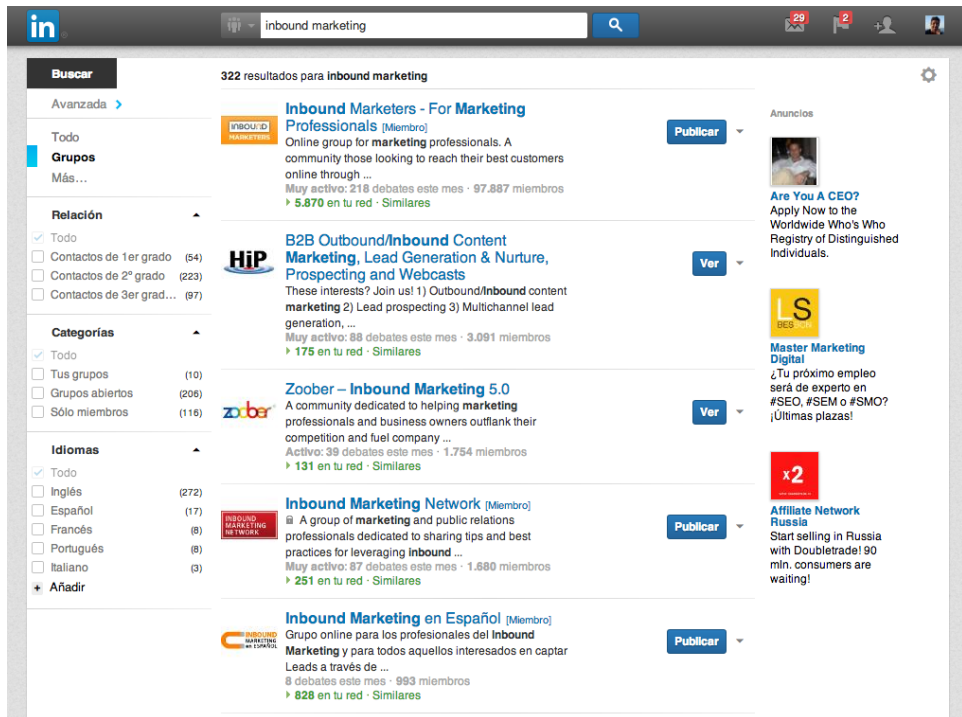 in
inbound marketing
29
2
Buscar
Avanzada
Todo
Grupos
Más...
Relación
Todo
Contactos de 1er grado (54)
Contactos de 2º grado (223)
Contactos de 3er grad... (97)
Categorías
Todo
Tus grupos (10)
Grupos abiertos (206)
Sólo miembros (116)
Idiomas
Todo
Inglés (272)
Español (17)
Francés (8)
Portugués (8)
Italiano (3)
+ Añadir
322 resultados para inbound marketing
INBOUND
MARKETERS
Inbound Marketers - For Marketing
Professionals [Miembro]
Online group for marketing professionals. A
community those looking to reach their best customers
online through ...
Muy activo: 218 debates este mes · 97.887 miembros
5.870 en tu red · Similares
Publicar
HiP
B2B Outbound/Inbound Content
Marketing, Lead Generation & Nurture,
Prospecting and Webcasts
These interests? Join us! 1) Outbound/Inbound content
marketing 2) Lead prospecting 3) Multichannel lead
generation, ...
Muy activo: 88 debates este mes · 3.091 miembros
175 en tu red · Similares
Ver
zoober
Zoober – Inbound Marketing 5.0
A community dedicated to helping marketing
professionals and business owners outflank their
competition and fuel company ...
Activo: 39 debates este mes · 1.754 miembros
131 en tu red · Similares
Ver
INBOUND
MARKETING
NETWORK
Inbound Marketing Network [Miembro]
A group of marketing and public relations
professionals dedicated to sharing tips and best
practices for leveraging inbound ...
Muy activo: 87 debates este mes · 1.680 miembros
251 en tu red · Similares
Publicar
INBOUND
MARKETING
en ESPAÑOL
Inbound Marketing en Español [Miembro]
Grupo online para los profesionales del Inbound
Marketing y para todos aquellos interesados en captar
Leads a través de ...
8 debates este mes · 993 miembros
828 en tu red · Similares
Publicar
Anuncios
Are You A CEO?
Apply Now to the
Worldwide Who's Who
Registry of Distinguished
Individuals.
LS
Master Marketing
Digital
¿Tu próximo empleo
será de experto en
#SEO, #SEM o #SMO?
¡Últimas plazas!
x2
Affiliate Network
Russia
Start selling in Russia
with Doubletrade! 90
mln. consumers are
waiting!